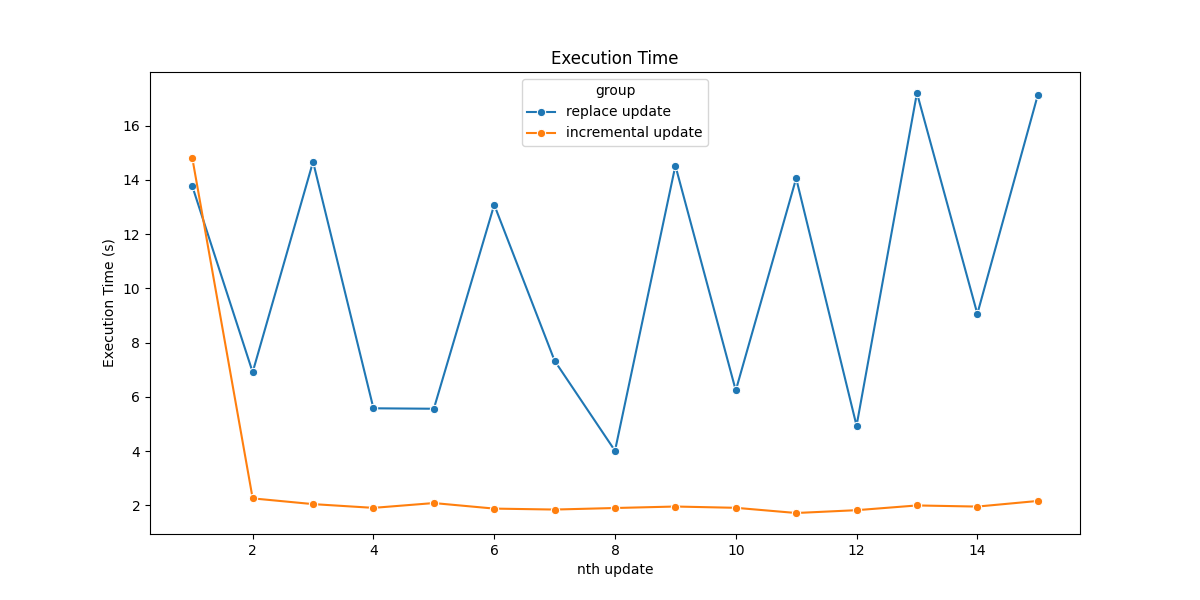 Execution Time
group
replace update
incremental update
Execution Time (s)
16
14
12
10
8
6
4
2
2 4 6 8 10 12 14
nth update